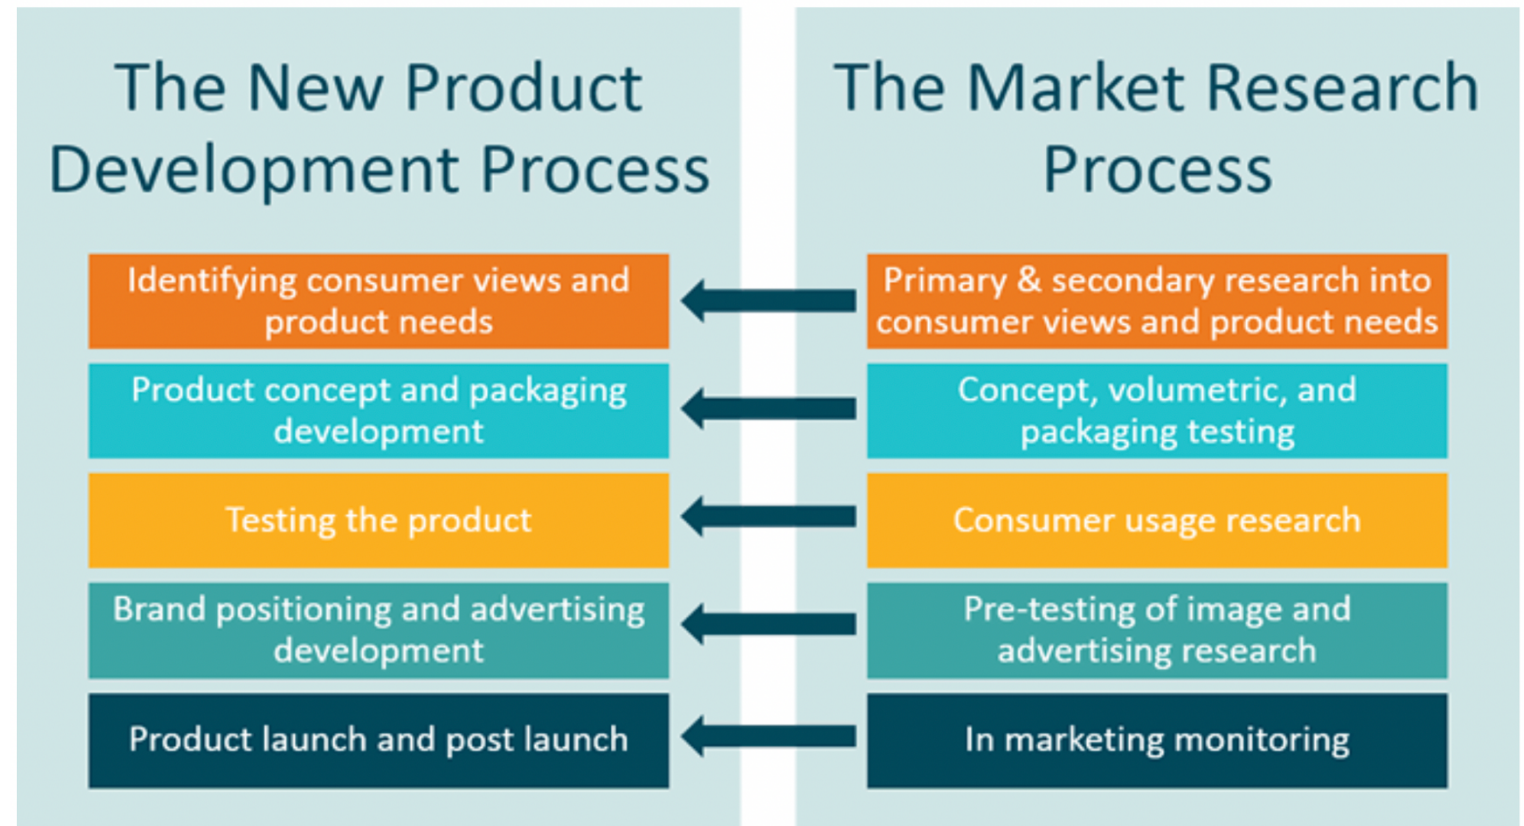 The New Product
Development Process
Identifying consumer views and
product needs
Product concept and packaging
development
Testing the product
Brand positioning and advertising
development
Product launch and post launch
The Market Research
Process
Primary & secondary research into
consumer views and product needs
Concept, volumetric, and
packaging testing
Consumer usage research
Pre-testing of image and
advertising research
In marketing monitoring